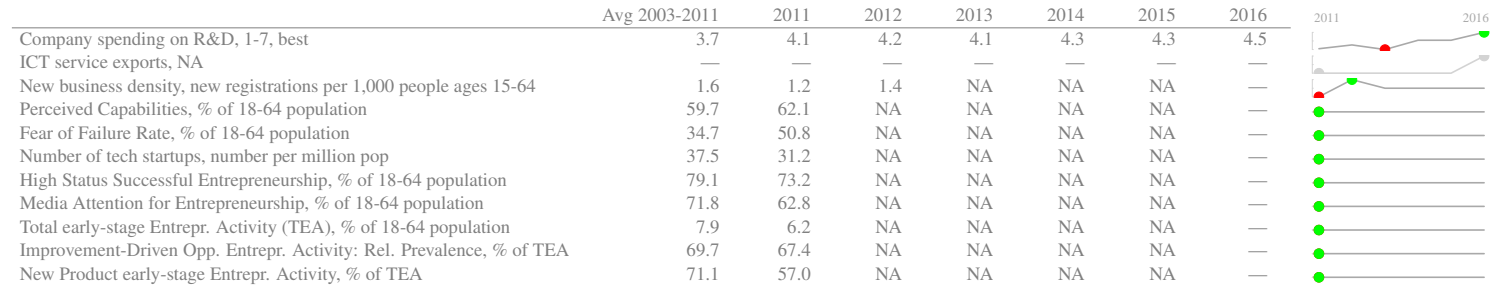 Avg 2003-2011 2011 2012 2013 2014 2015 2016 2011 2016
Company spending on R&D, 1-7, best 3.7 4.1 4.2 4.1 4.3 4.3 4.5
ICT service exports, NA — — — — — — —
New business density, new registrations per 1,000 people ages 15-64 1.6 1.2 1.4 NA NA NA —
Perceived Capabilities, % of 18-64 population 59.7 62.1 NA NA NA NA —
Fear of Failure Rate, % of 18-64 population 34.7 50.8 NA NA NA NA —
Number of tech startups, number per million pop 37.5 31.2 NA NA NA NA —
High Status Successful Entrepreneurship, % of 18-64 population 79.1 73.2 NA NA NA NA —
Media Attention for Entrepreneurship, % of 18-64 population 71.8 62.8 NA NA NA NA —
Total early-stage Entrepr. Activity (TEA), % of 18-64 population 7.9 6.2 NA NA NA NA —
Improvement-Driven Opp. Entrepr. Activity: Rel. Prevalence, % of TEA 69.7 67.4 NA NA NA NA —
New Product early-stage Entrepr. Activity, % of TEA 71.1 57.0 NA NA NA NA —